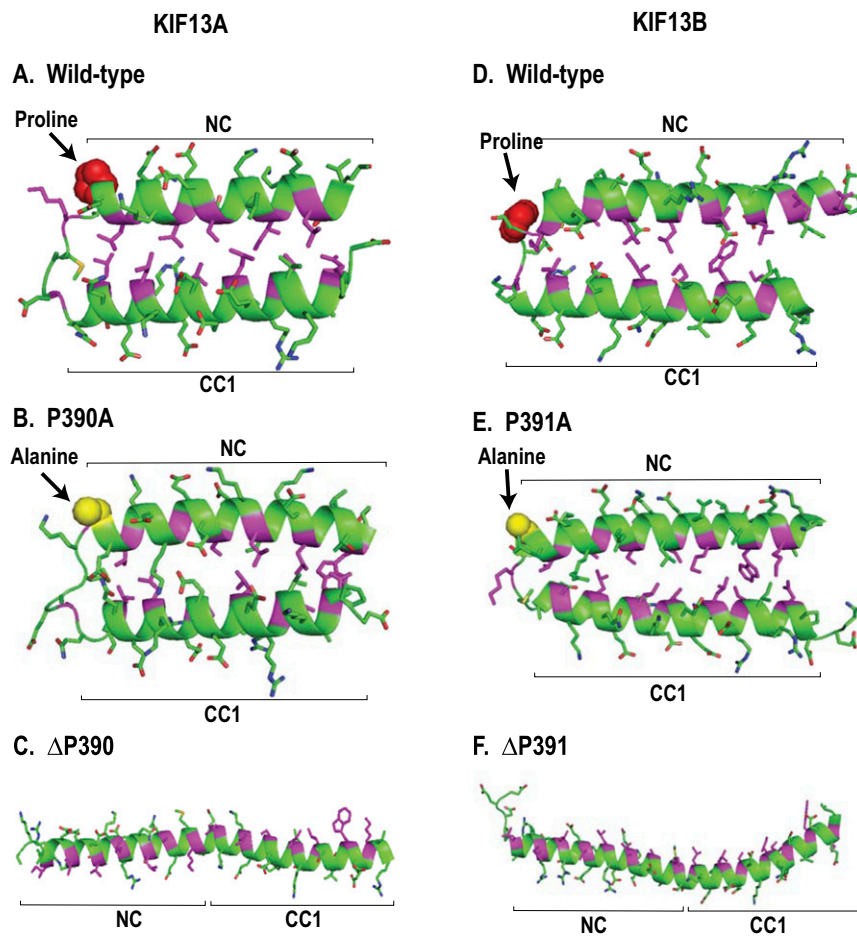 KIF13A
KIF13B
A. Wild-type
Proline
NC
CC1
D. Wild-type
Proline
NC
CC1
B. P390A
Alanine
NC
CC1
E. P391A
Alanine
NC
CC1
C. ΔP390
NC
CC1
F. ΔP391
NC
CC1